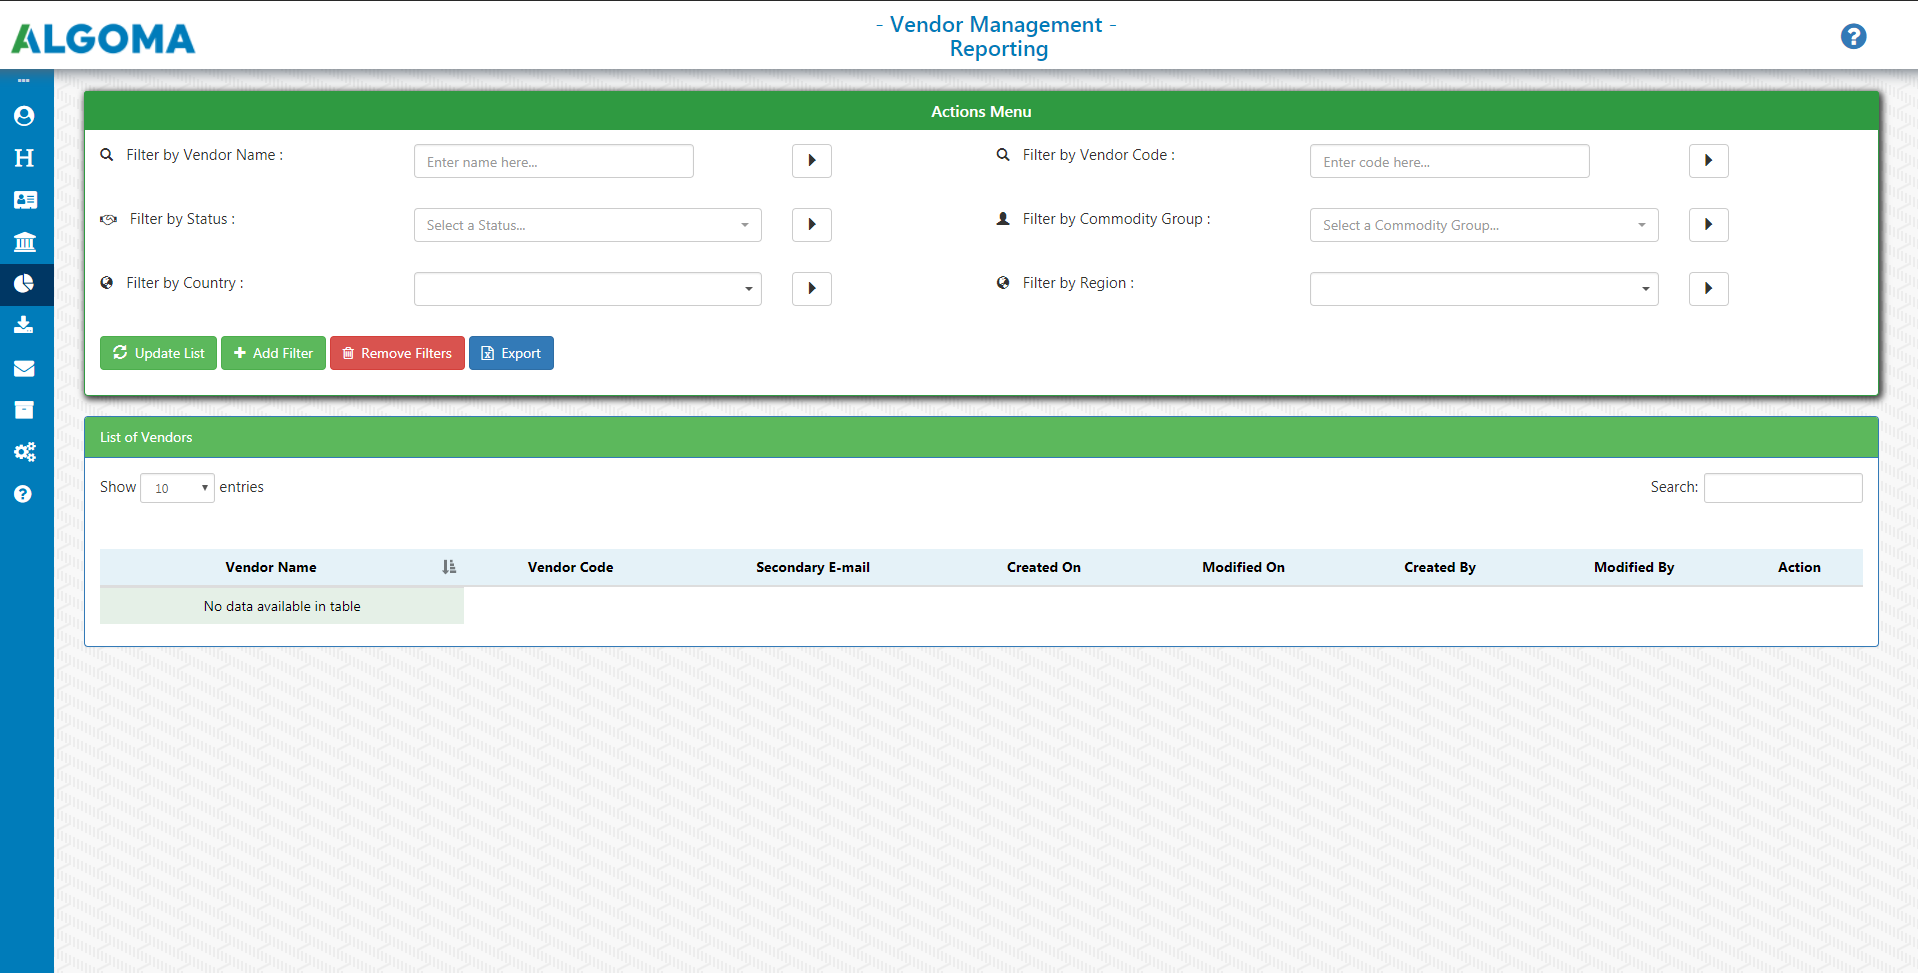 ALGOMA
- Vendor Management -
Reporting
Actions Menu
Filter by Vendor Name :
Enter name here...
Filter by Vendor Code :
Enter code here...
Filter by Status :
Select a Status...
Filter by Commodity Group :
Select a Commodity Group...
Filter by Country :
Filter by Region :
Update List
Add Filter
Remove Filters
Export
List of Vendors
Show 10 entries
Search:
Vendor Name
Vendor Code
Secondary E-mail
Created On
Modified On
Created By
Modified By
Action
No data available in table